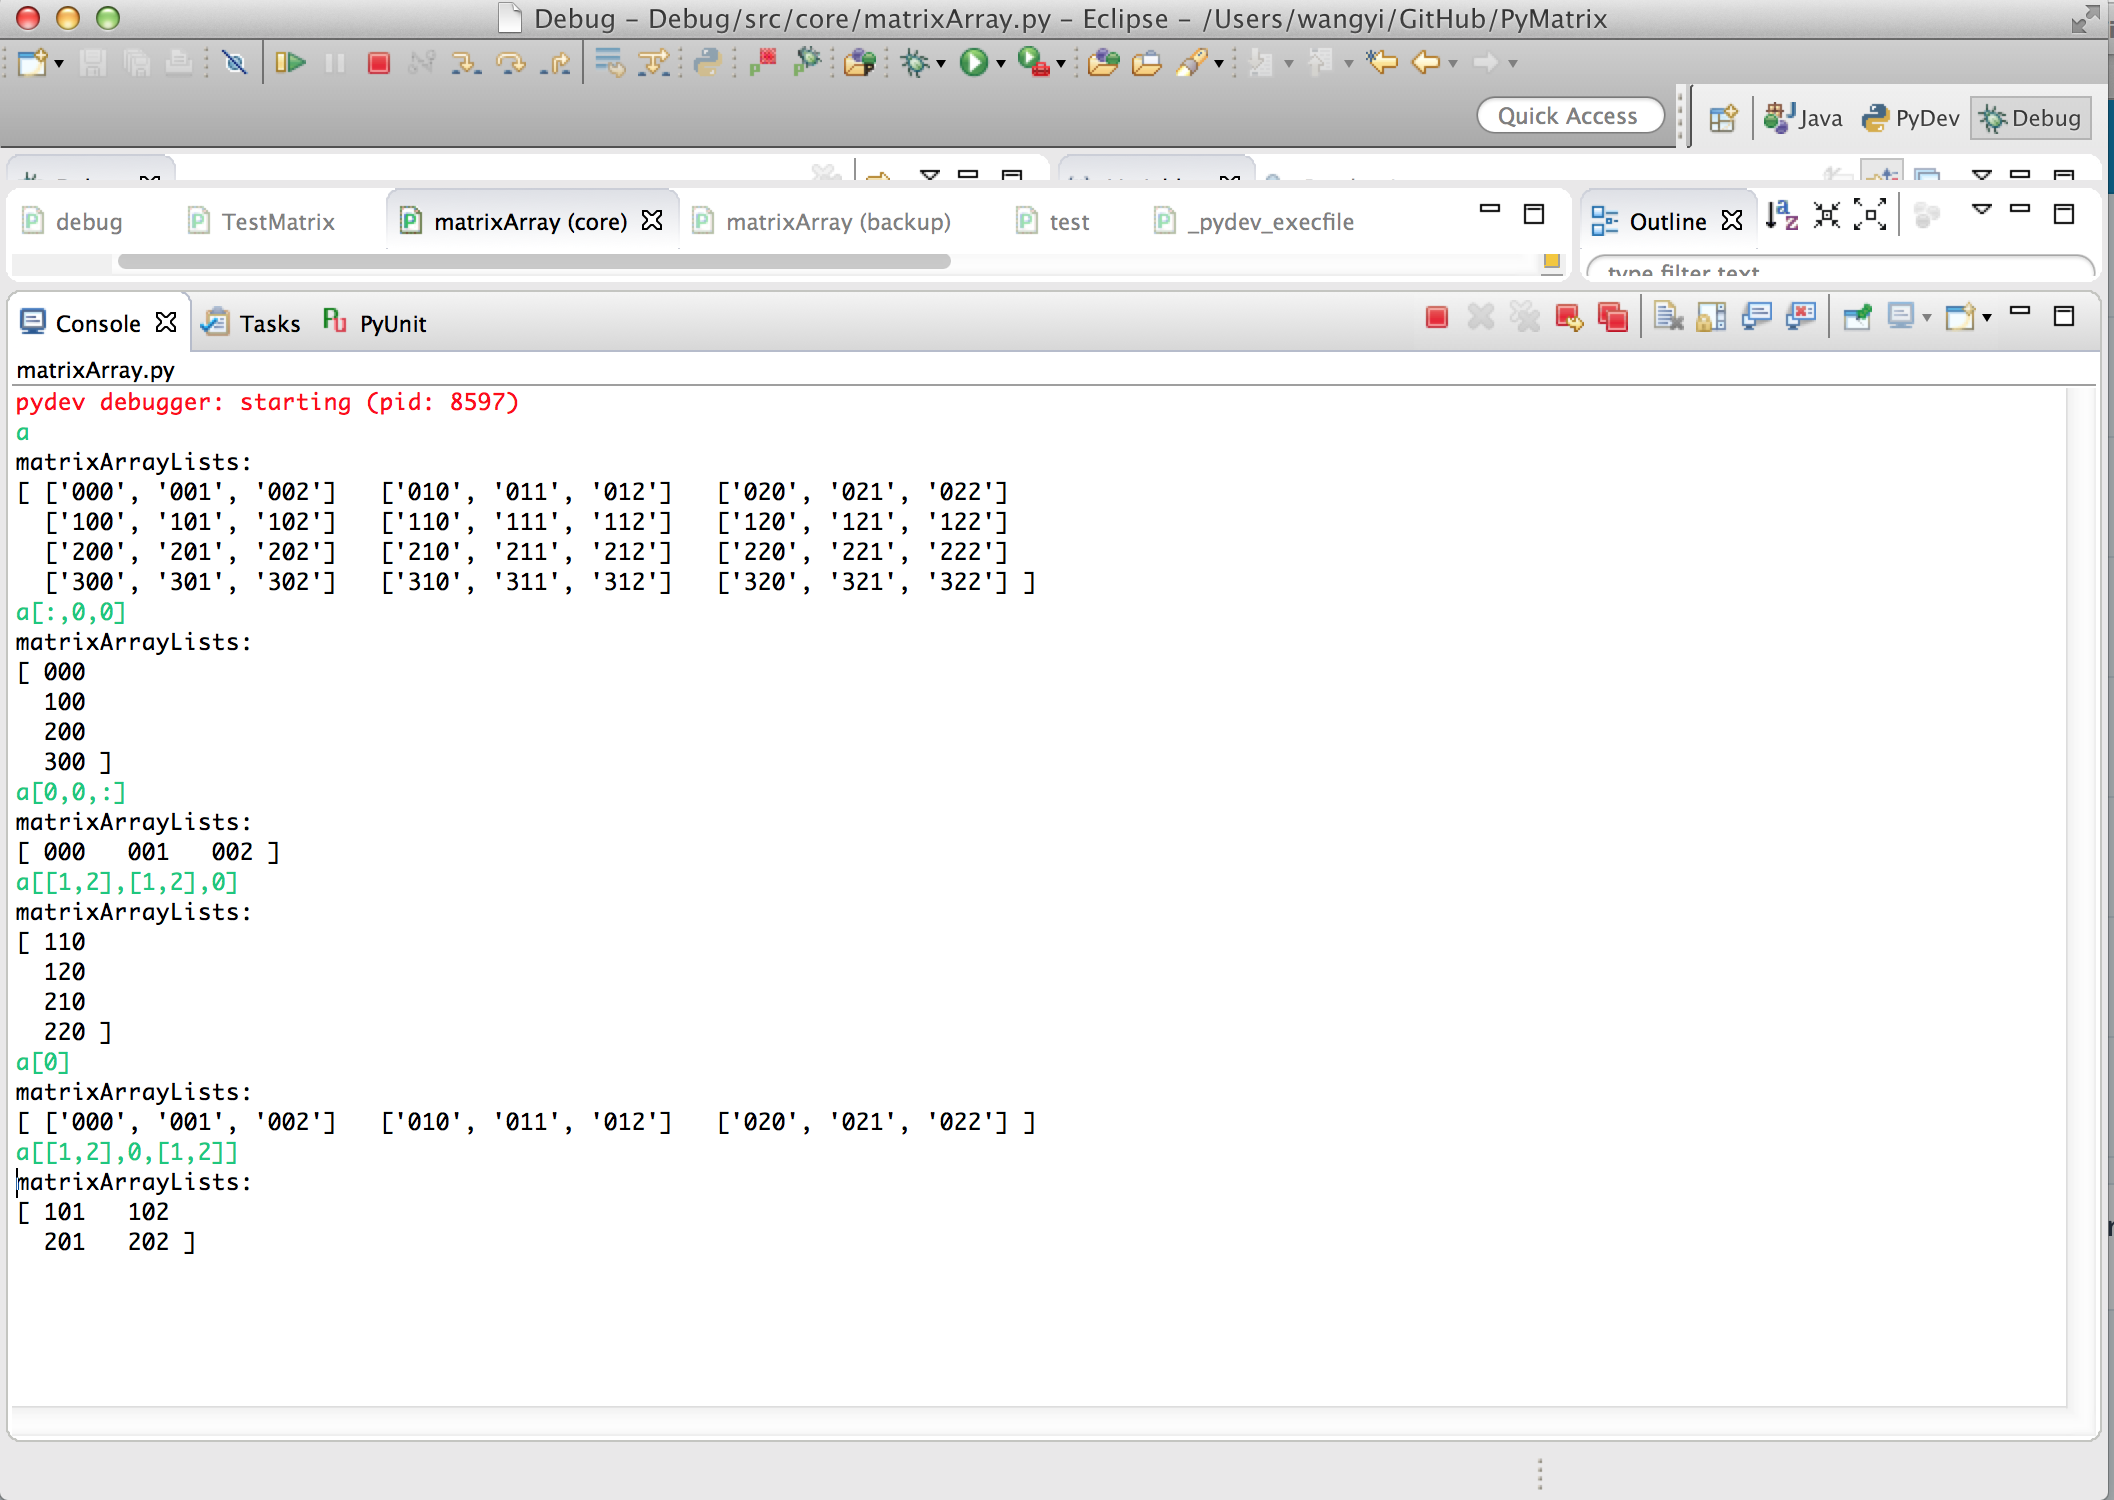 Debug – Debug/src/core/matrixArray.py – Eclipse – /Users/wangyi/GitHub/PyMatrix
Quick Access
Java
PyDev
Debug
debug
TestMatrix
matrixArray (core)
matrixArray (backup)
test
_pydev_execfile
Outline
type filter text
Console
Tasks
PyUnit
matrixArray.py
pydev debugger: starting (pid: 8597)
a
matrixArrayLists:
[ ['000', '001', '002']   ['010', '011', '012']   ['020', '021', '022']
  ['100', '101', '102']   ['110', '111', '112']   ['120', '121', '122']
  ['200', '201', '202']   ['210', '211', '212']   ['220', '221', '222']
  ['300', '301', '302']   ['310', '311', '312']   ['320', '321', '322'] ]
a[:,0,0]
matrixArrayLists:
[ 000
  100
  200
  300 ]
a[0,0,:]
matrixArrayLists:
[ 000   001   002 ]
a[[1,2],[1,2],0]
matrixArrayLists:
[ 110
  120
  210
  220 ]
a[0]
matrixArrayLists:
[ ['000', '001', '002']   ['010', '011', '012']   ['020', '021', '022'] ]
a[[1,2],0,[1,2]]
matrixArrayLists:
[ 101   102
  201   202 ]